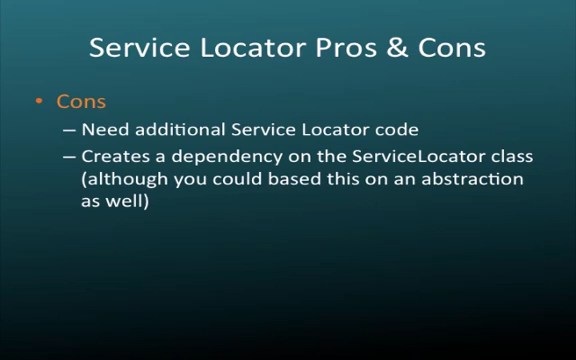 Service Locator Pros & Cons
• Cons
– Need additional Service Locator code
– Creates a dependency on the ServiceLocator class
(although you could based this on an abstraction
as well)